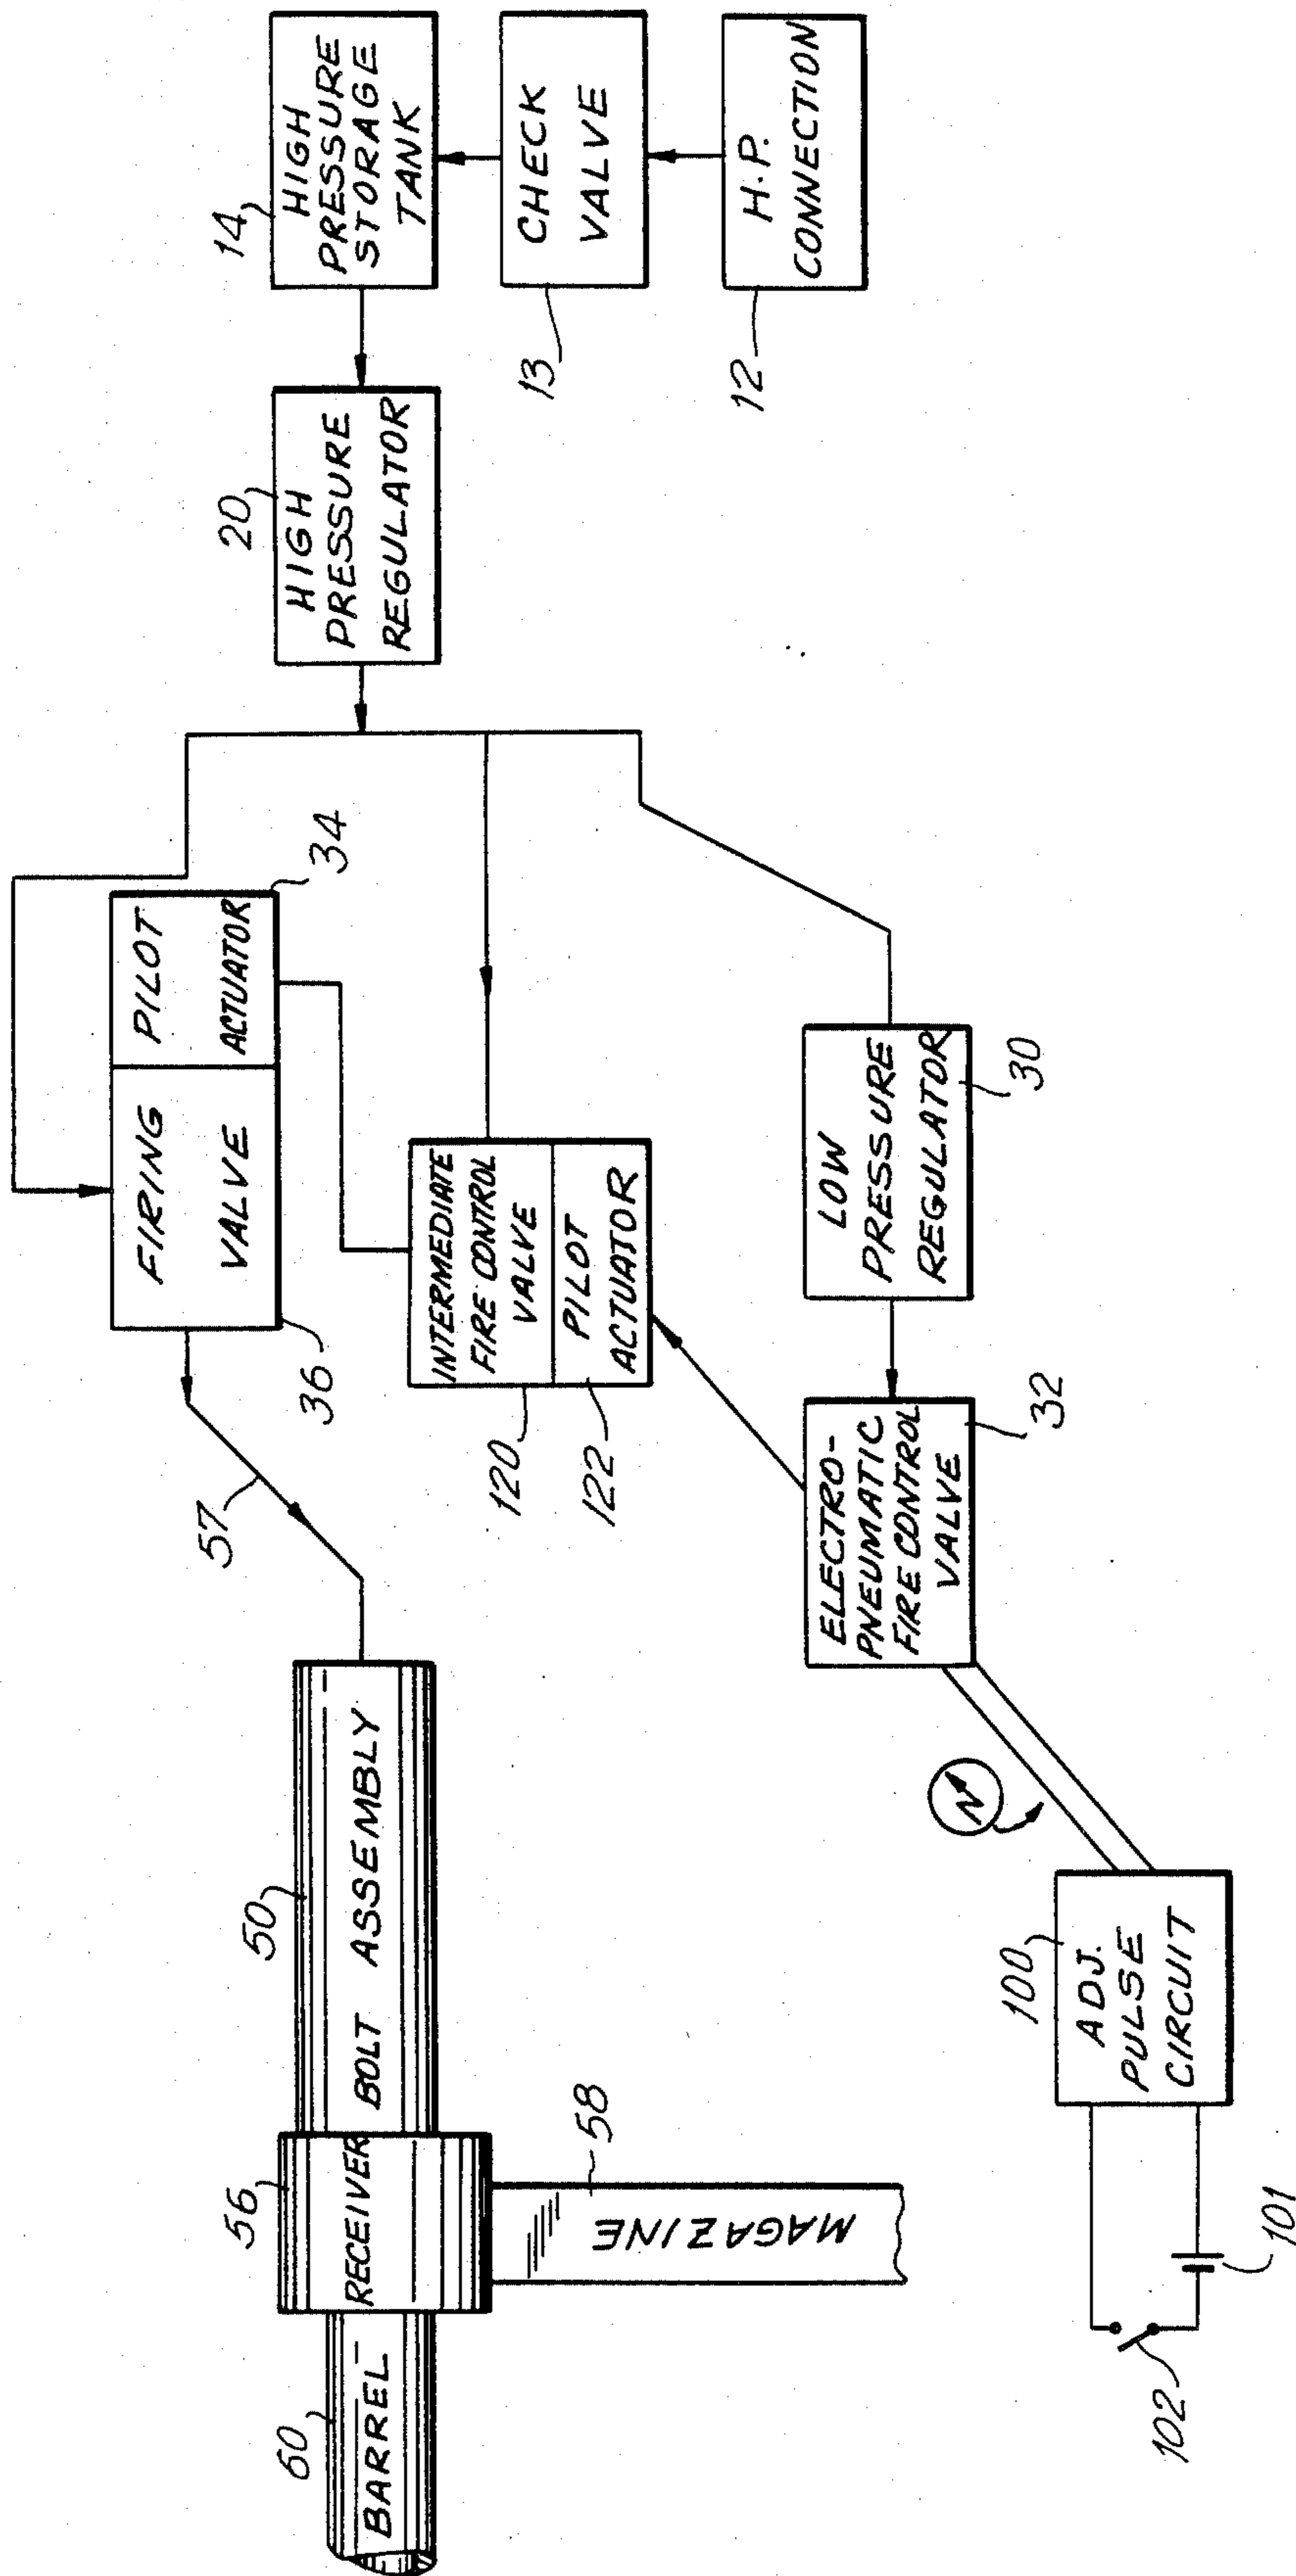 14
HIGH
PRESSURE
STORAGE
TANK
13
CHECK
VALVE
12
H.P.
CONNECTION
20
HIGH
PRESSURE
REGULATOR
34
PILOT
ACTUATOR
FIRING
VALVE
36
INTERMEDIATE
FIRE CONTROL
VALVE
PILOT
ACTUATOR
120
122
LOW
PRESSURE
REGULATOR
30
ELECTRO-
PNEUMATIC
FIRE CONTROL
VALVE
32
57
50
BOLT ASSEMBLY
56
RECEIVER
58
MAGAZINE
60
BARREL
N
100
ADJ.
PULSE
CIRCUIT
101
102